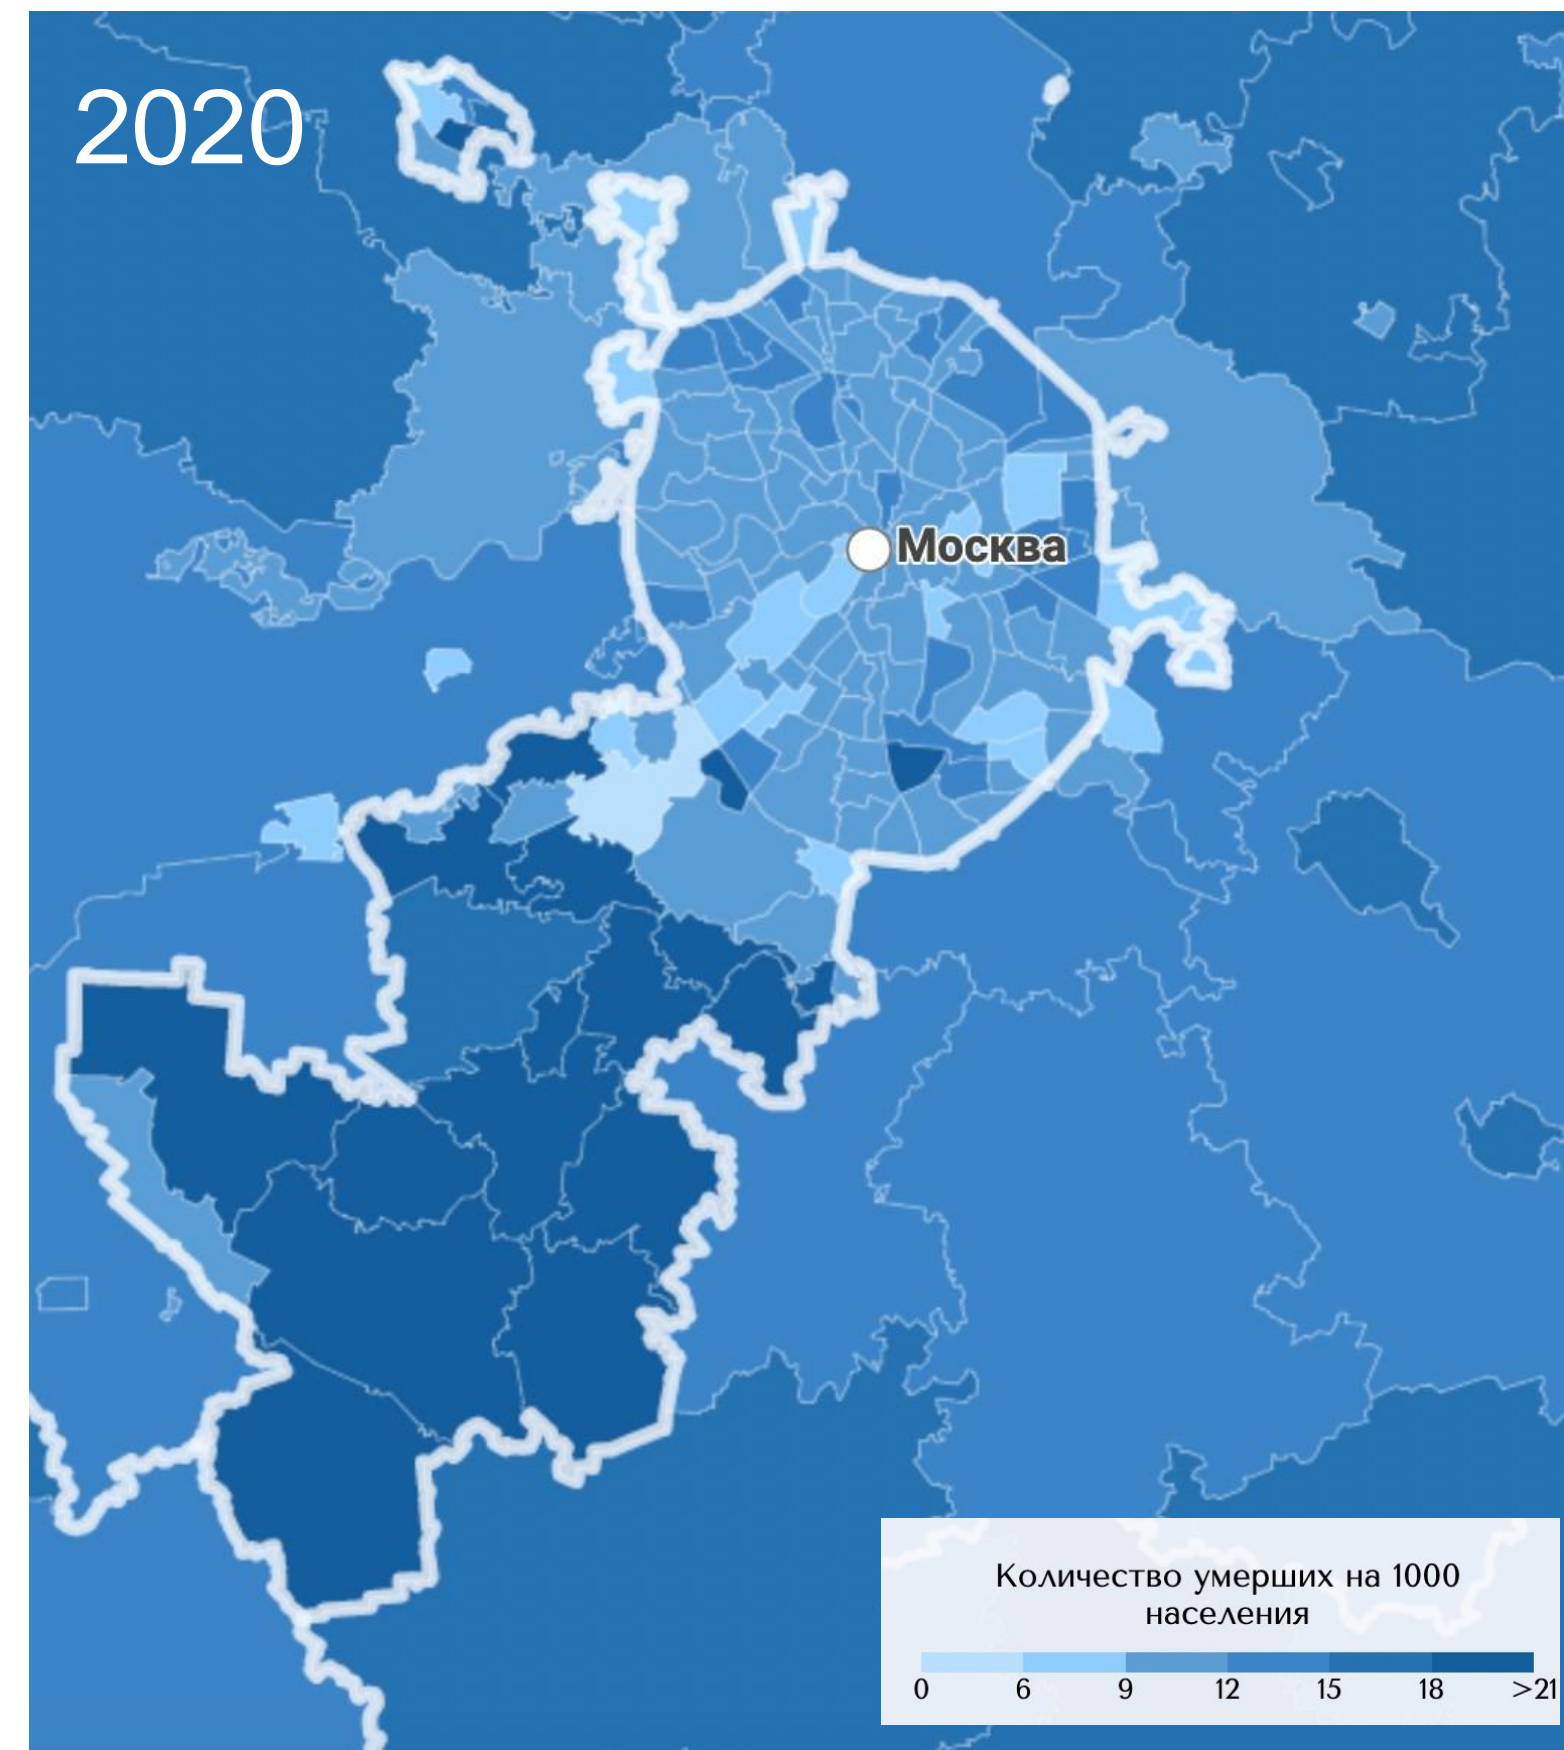 2020
Москва
Количество умерших на 1000
населения
0 6 9 12 15 18 >21